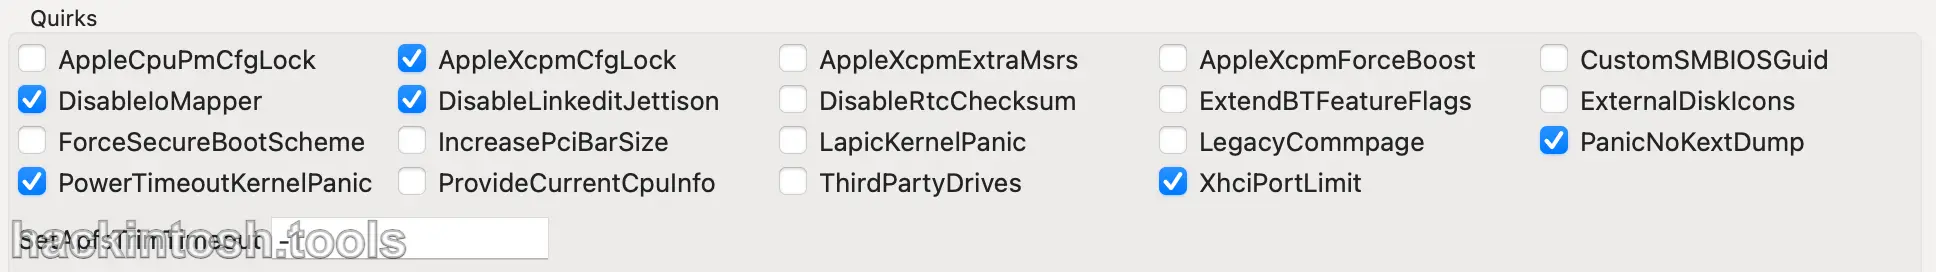 Quirks
AppleCpuPmCfgLock AppleXcpmCfgLock AppleXcpmExtraMsrs AppleXcpmForceBoost CustomSMBIOSGuid
DisableIoMapper DisableLinkeditJettison DisableRtcChecksum ExtendBTFeatureFlags ExternalDiskIcons
ForceSecureBootScheme IncreasePciBarSize LapicKernelPanic LegacyCommpage PanicNoKextDump
PowerTimeoutKernelPanic ProvideCurrentCpuInfo ThirdPartyDrives XhciPortLimit
SetApfsTrimTimeout
hackintosh.tools